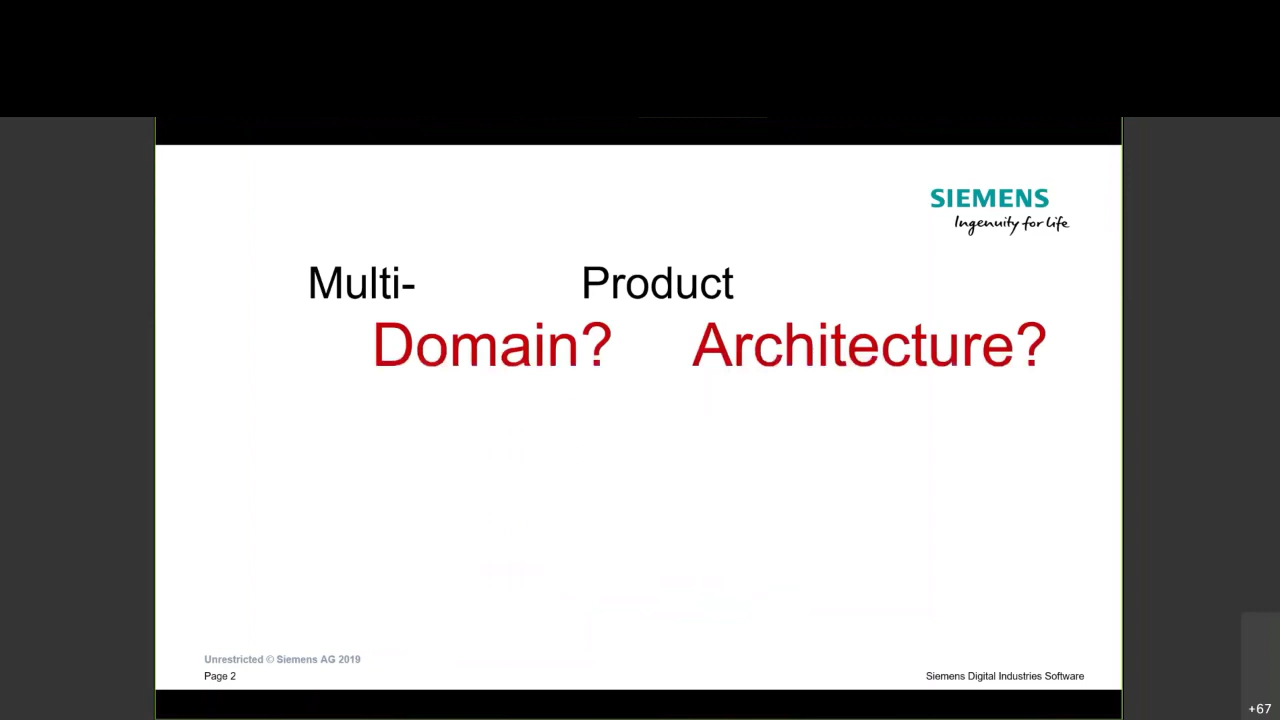 SIEMENS
Ingenuity for life
Multi- Product
Domain? Architecture?
Unrestricted © Siemens AG 2019
Page 2 Siemens Digital Industries Software
+67